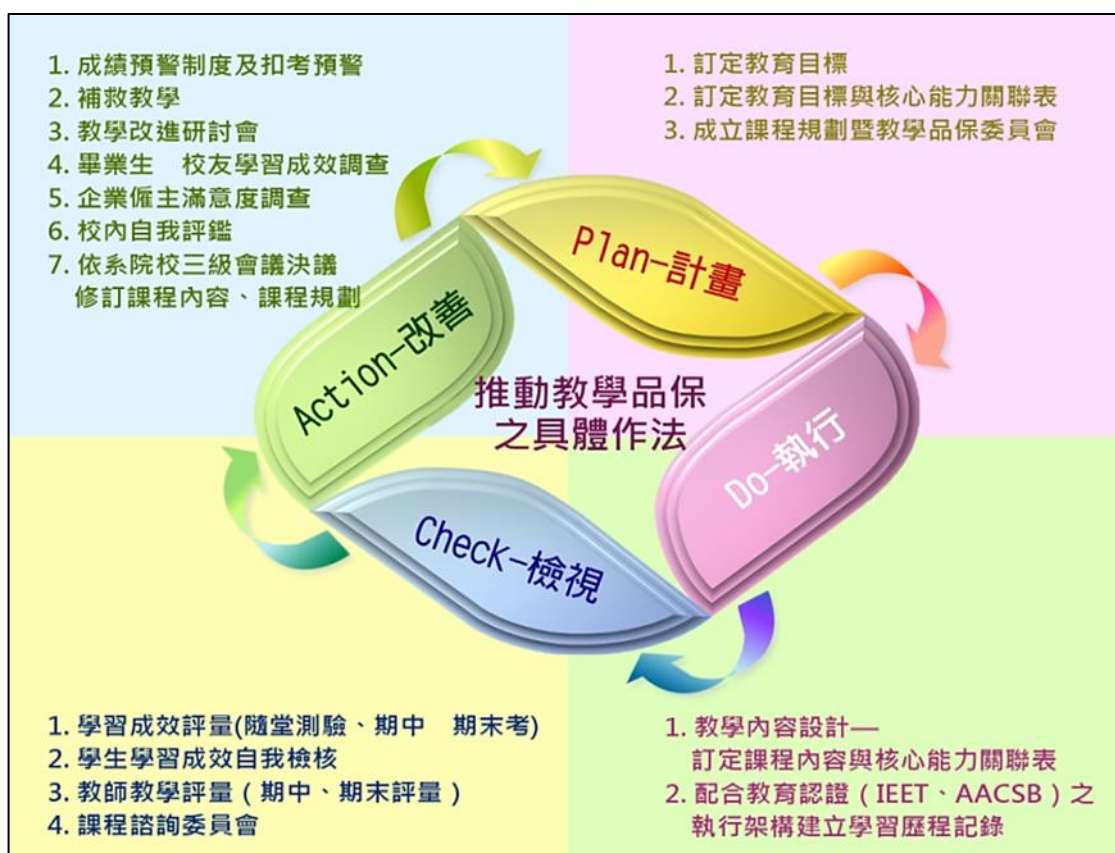 1. 成績預警制度及扣考預警
2. 補救教學
3. 教學改進研討會
4. 畢業生　校友學習成效調查
5. 企業僱主滿意度調查
6. 校內自我評鑑
7. 依系院校三級會議決議
修訂課程內容、課程規劃
1. 訂定教育目標
2. 訂定教育目標與核心能力關聯表
3. 成立課程規劃暨教學品保委員會
Plan-計畫
Action-改善
推動教學品保
之具體作法
Do-執行
Check-檢視
1. 學習成效評量(隨堂測驗、期中　期末考)
2. 學生學習成效自我檢核
3. 教師教學評量（期中、期末評量）
4. 課程諮詢委員會
1. 教學內容設計—
訂定課程內容與核心能力關聯表
2. 配合教育認證（IEET、AACSB）之
執行架構建立學習歷程記錄